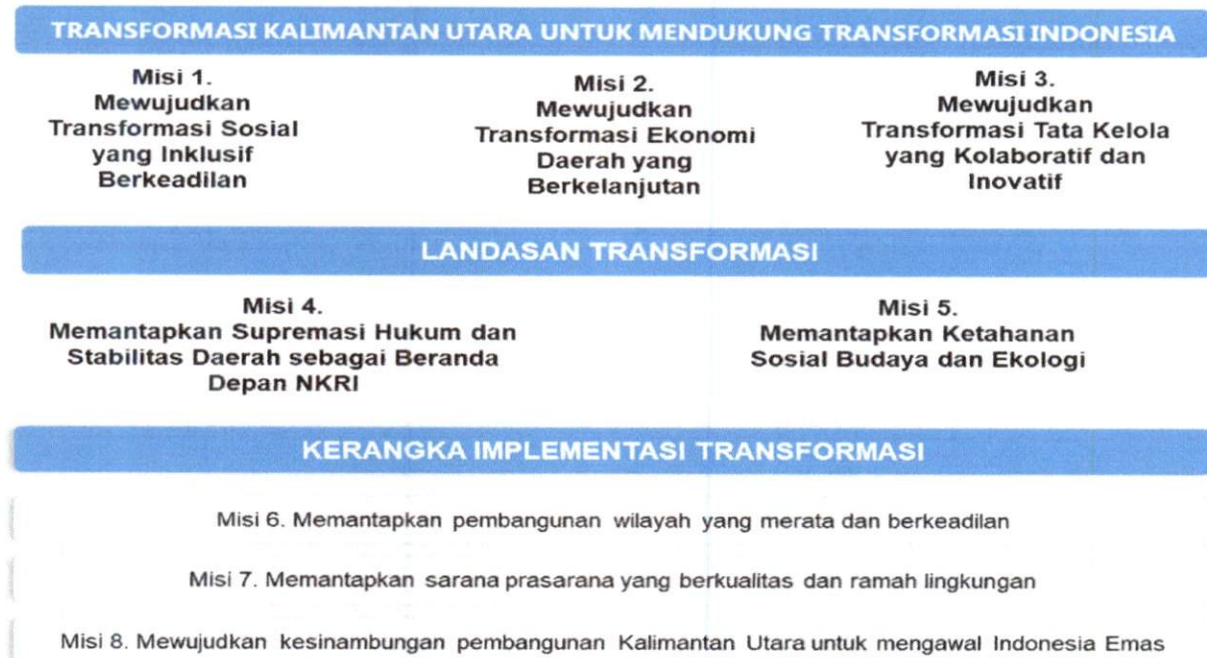 TRANSFORMASI KALIMANTAN UTARA UNTUK MENDUKUNG TRANSFORMASI INDONESIA
Misi 1.
Mewujudkan
Transformasi Sosial
yang Inklusif
Berkeadilan
Misi 2.
Mewujudkan
Transformasi Ekonomi
Daerah yang
Berkelanjutan
Misi 3.
Mewujudkan
Transformasi Tata Kelola
yang Kolaboratif dan
Inovatif
LANDASAN TRANSFORMASI
Misi 4.
Memantapkan Supremasi Hukum dan
Stabilitas Daerah sebagai Beranda
Depan NKRI
Misi 5.
Memantapkan Ketahanan
Sosial Budaya dan Ekologi
KERANGKA IMPLEMENTASI TRANSFORMASI
Misi 6. Memantapkan pembangunan wilayah yang merata dan berkeadilan
Misi 7. Memantapkan sarana prasarana yang berkualitas dan ramah lingkungan
Misi 8. Mewujudkan kesinambungan pembangunan Kalimantan Utara untuk mengawal Indonesia Emas